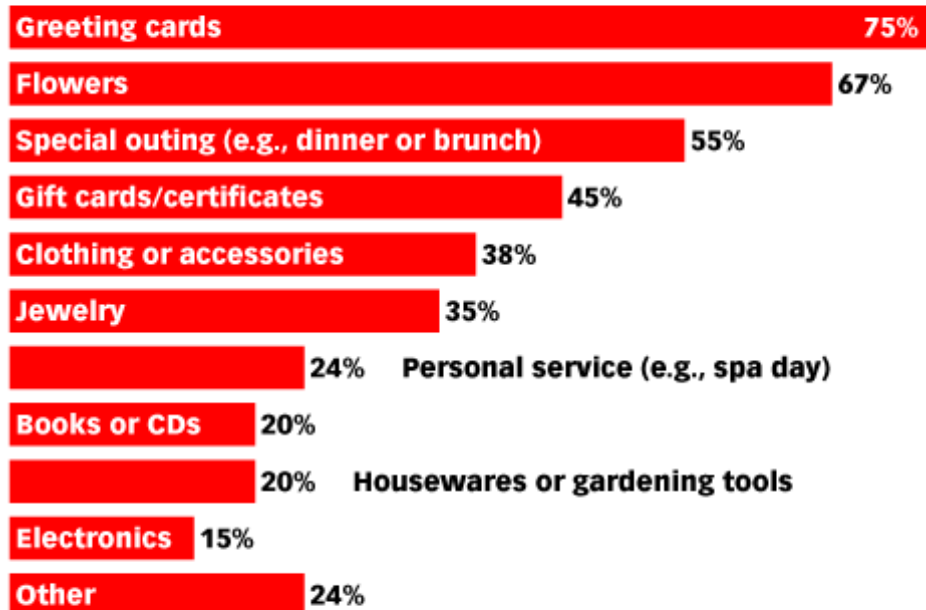 Greeting cards 75%
Flowers 67%
Special outing (e.g., dinner or brunch) 55%
Gift cards/certificates 45%
Clothing or accessories 38%
Jewelry 35%
24% Personal service (e.g., spa day)
Books or CDs 20%
20% Housewares or gardening tools
Electronics 15%
Other 24%